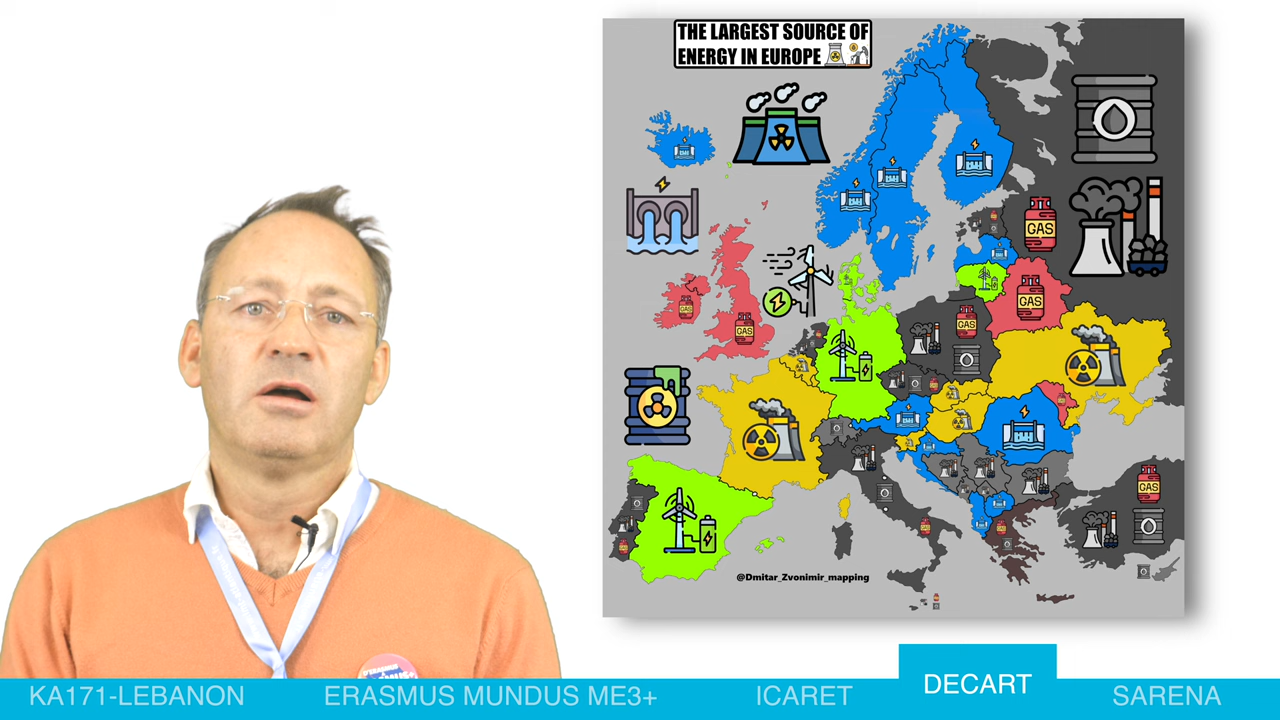 THE LARGEST SOURCE OF
ENERGY IN EUROPE
GAS
GAS
GAS
GAS
GAS
GAS
@Dmitar_Zvonimir_mapping
KA171-LEBANON
ERASMUS MUNDUS ME3+
ICARET
DECART
SARENA